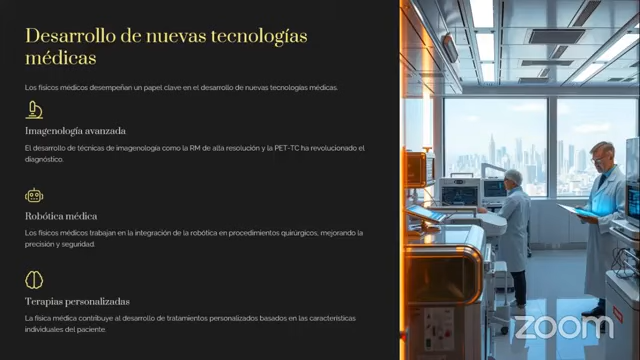 Desarrollo de nuevas tecnologías
médicas
Los físicos médicos desempeñan un papel clave en el desarrollo de nuevas tecnologías médicas.
Imagenología avanzada
El desarrollo de técnicas de imagenología como la RM de alta resolución y la PET-TC ha revolucionado el
diagnóstico.
Robótica médica
Los físicos médicos trabajan en la integración de la robótica en procedimientos quirúrgicos, mejorando la
precisión y seguridad.
Terapias personalizadas
La física médica contribuye al desarrollo de tratamientos personalizados basados en las características
individuales del paciente.
zoom